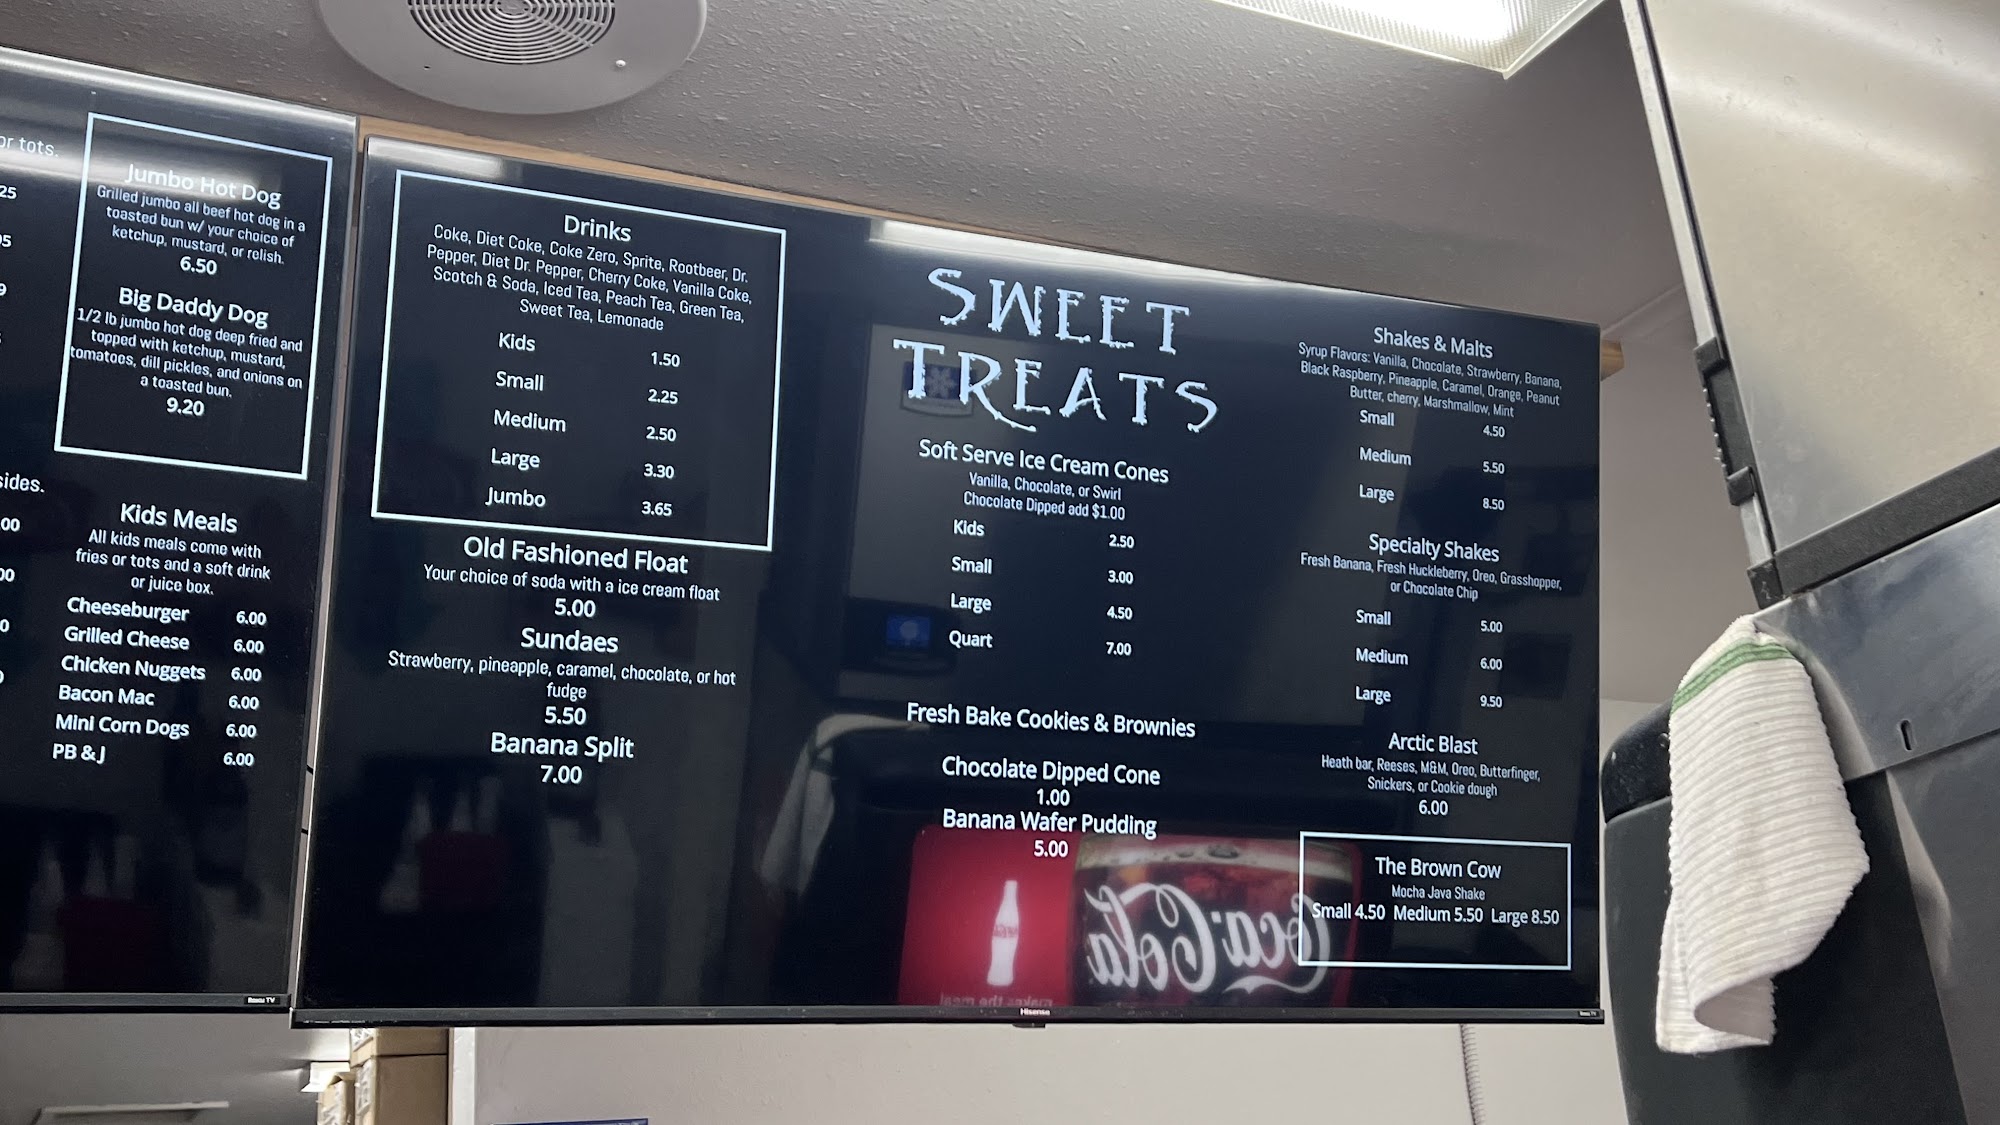 or tots.
25
Jumbo Hot Dog
Grilled jumbo all beef hot dog in a
toasted bun w/ your choice of
ketchup, mustard, or relish.
6.50
Big Daddy Dog
1/2 lb jumbo hot dog deep fried and
topped with ketchup, mustard,
tomatoes, dill pickles, and onions on
a toasted bun.
9.20
sides.
.00
Kids Meals
All kids meals come with
fries or tots and a soft drink
or juice box.
Cheeseburger 6.00
Grilled Cheese 6.00
Chicken Nuggets 6.00
Bacon Mac 6.00
Mini Corn Dogs 6.00
PB & J 6.00
Roku TV
Drinks
Coke, Diet Coke, Coke Zero, Sprite, Rootbeer, Dr.
Pepper, Diet Dr. Pepper, Cherry Coke, Vanilla Coke,
Scotch & Soda, Iced Tea, Peach Tea, Green Tea,
Sweet Tea, Lemonade
Kids 1.50
Small 2.25
Medium 2.50
Large 3.30
Jumbo 3.65
Old Fashioned Float
Your choice of soda with a ice cream float
5.00
Sundaes
Strawberry, pineapple, caramel, chocolate, or hot
fudge
5.50
Banana Split
7.00
SWEET
TREATS
Soft Serve Ice Cream Cones
Vanilla, Chocolate, or Swirl
Chocolate Dipped add $1.00
Kids 2.50
Small 3.00
Large 4.50
Quart 7.00
Fresh Bake Cookies & Brownies
Chocolate Dipped Cone
1.00
Banana Wafer Pudding
5.00
Coca-Cola
makes the meal
Hisense
Shakes & Malts
Syrup Flavors: Vanilla, Chocolate, Strawberry, Banana,
Black Raspberry, Pineapple, Caramel, Orange, Peanut
Butter, cherry, Marshmallow, Mint
Small 4.50
Medium 5.50
Large 8.50
Specialty Shakes
Fresh Banana, Fresh Huckleberry, Oreo, Grasshopper,
or Chocolate Chip
Small 5.00
Medium 6.00
Large 9.50
Arctic Blast
Heath bar, Reeses, M&M, Oreo, Butterfinger,
Snickers, or Cookie dough
6.00
The Brown Cow
Mocha Java Shake
Small 4.50 Medium 5.50 Large 8.50
Roku TV